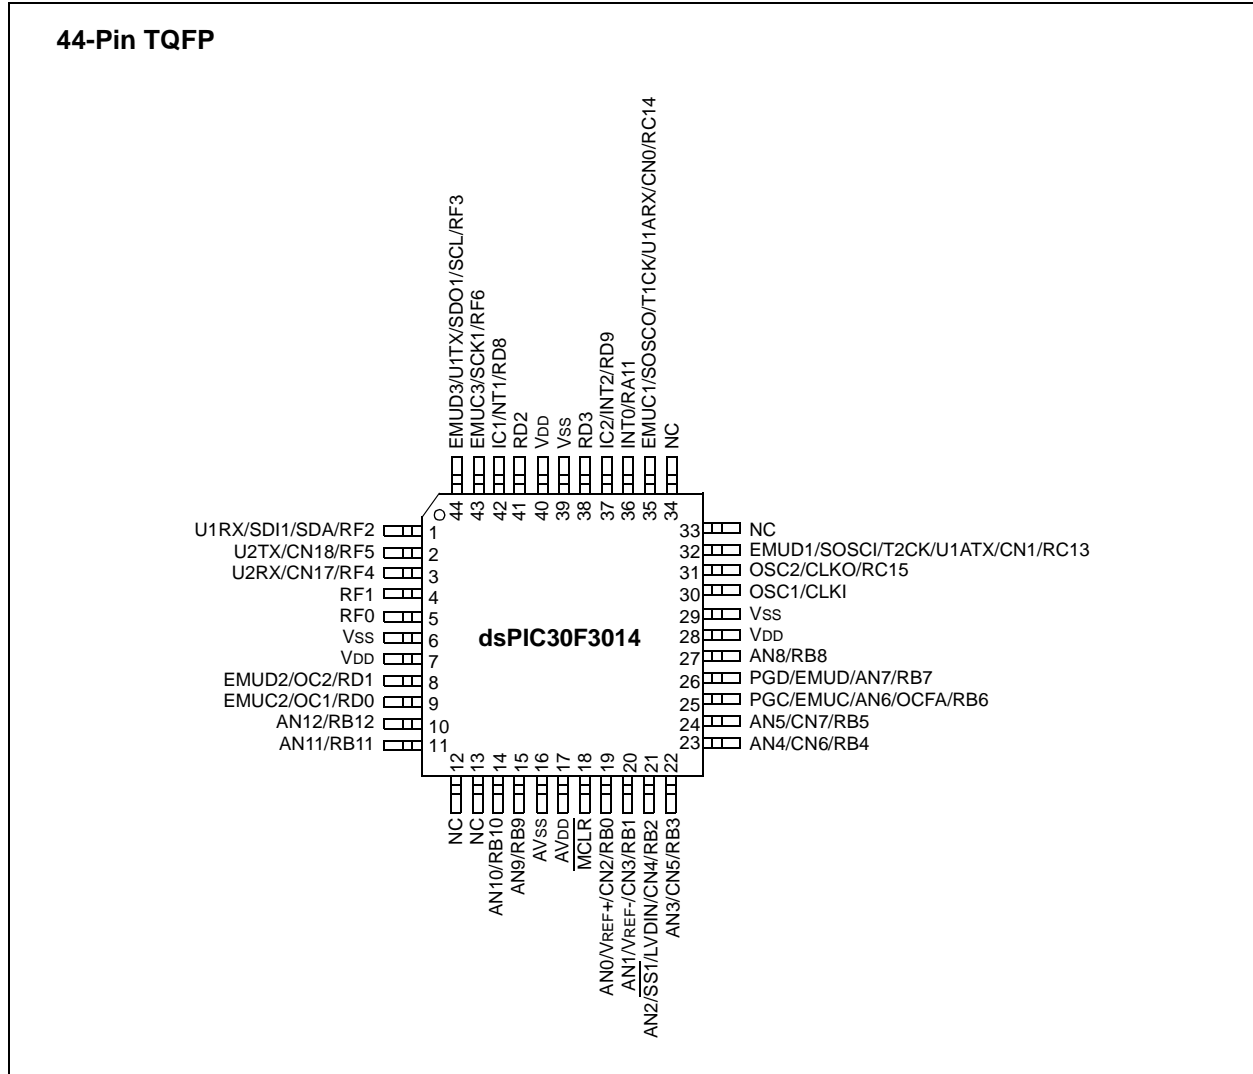 44-Pin TQFP
EMUD3/U1TX/SDO1/SCL/RF3
EMUC3/SCK1/RF6
IC1/NT1/RD8
RD2
VDD
VSS
RD3
IC2/INT2/RD9
INT0/RA11
EMUC1/SOSCO/T1CK/U1ARX/CN0/RC14
NC
44
43
42
41
40
39
38
37
36
35
34
U1RX/SDI1/SDA/RF2 1
U2TX/CN18/RF5 2
U2RX/CN17/RF4 3
RF1 4
RF0 5
VSS 6
VDD 7
EMUD2/OC2/RD1 8
EMUC2/OC1/RD0 9
AN12/RB12 10
AN11/RB11 11
dsPIC30F3014
33 NC
32 EMUD1/SOSCI/T2CK/U1ATX/CN1/RC13
31 OSC2/CLKO/RC15
30 OSC1/CLKI
29 VSS
28 VDD
27 AN8/RB8
26 PGD/EMUD/AN7/RB7
25 PGC/EMUC/AN6/OCFA/RB6
24 AN5/CN7/RB5
23 AN4/CN6/RB4
12
13
14
15
16
17
18
19
20
21
22
NC
NC
AN10/RB10
AN9/RB9
AVSS
AVDD
MCLR
AN0/VREF+/CN2/RB0
AN1/VREF-/CN3/RB1
AN2/SS1/LVDIN/CN4/RB2
AN3/CN5/RB3